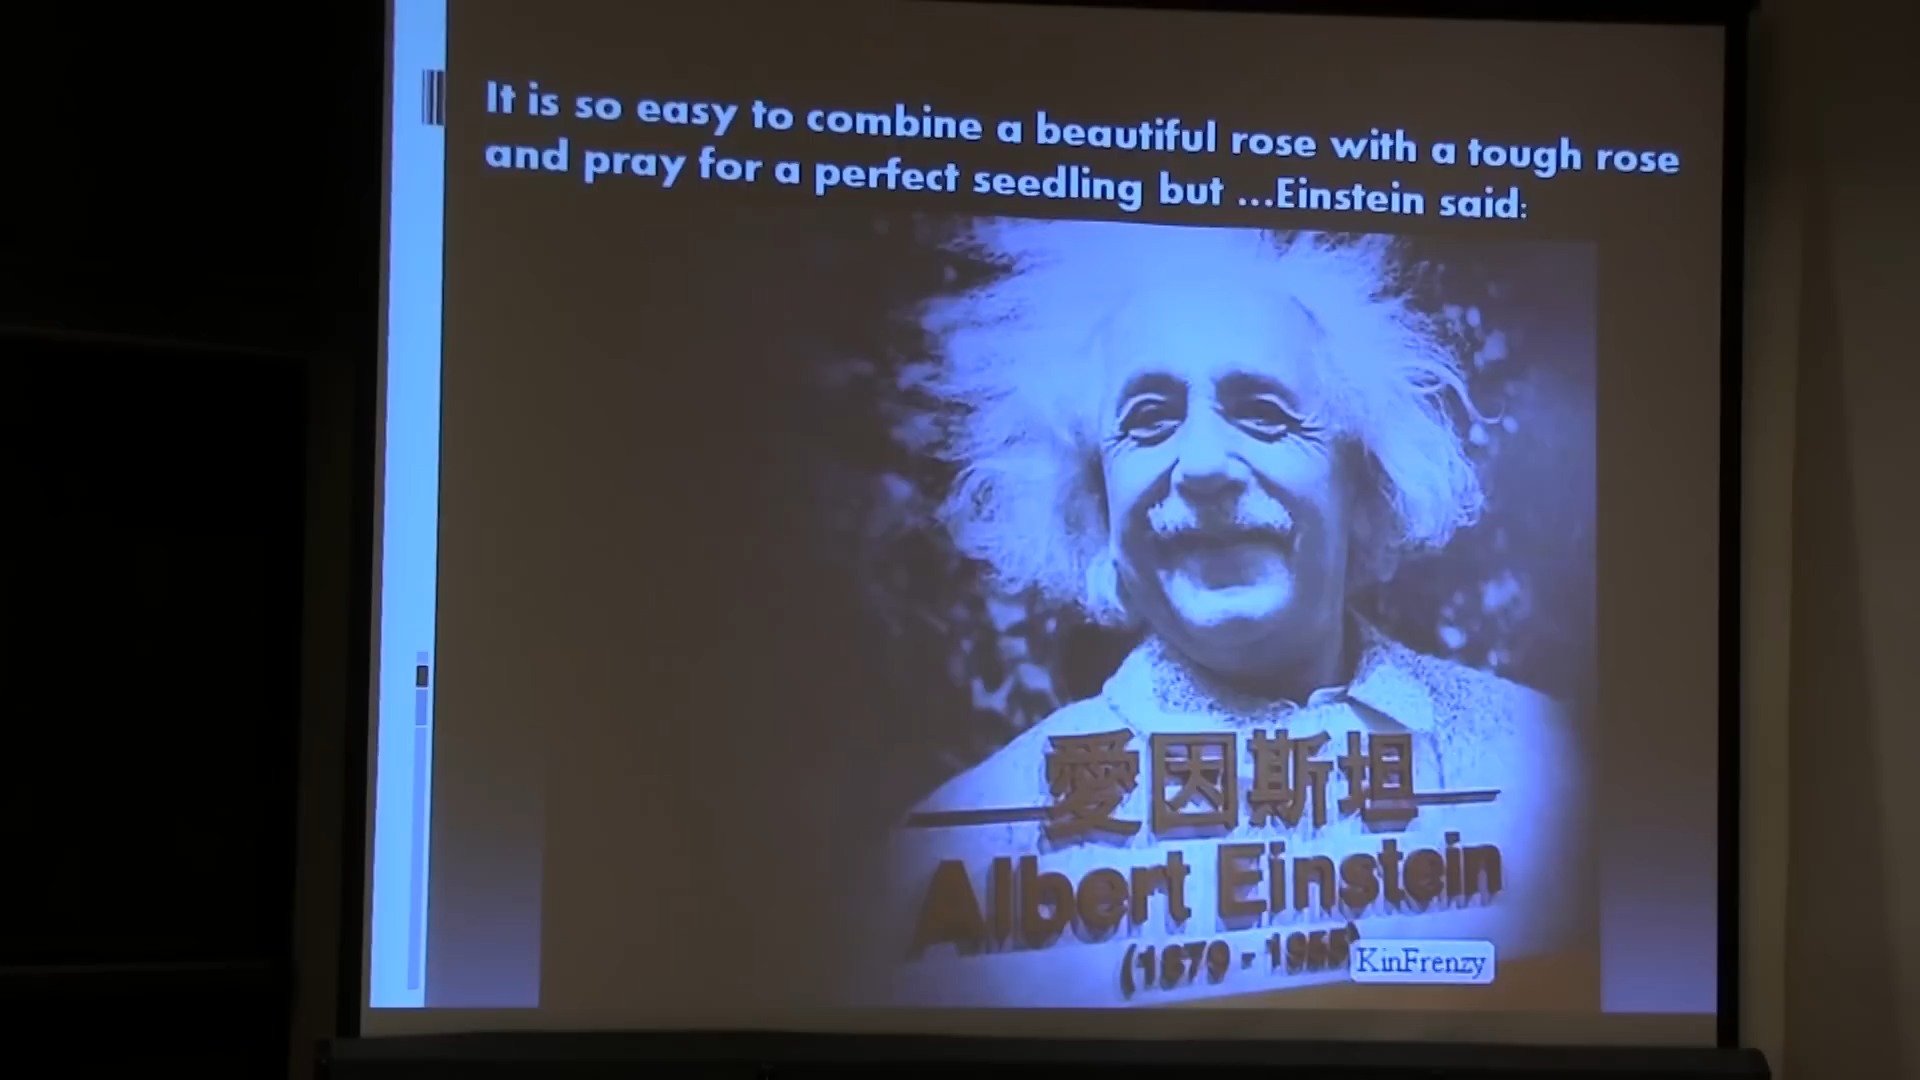 It is so easy to combine a beautiful rose with a tough rose
and pray for a perfect seedling but ...Einstein said:
愛因斯坦
Albert Einstein
(1879 - 1955)
KinFrenzy